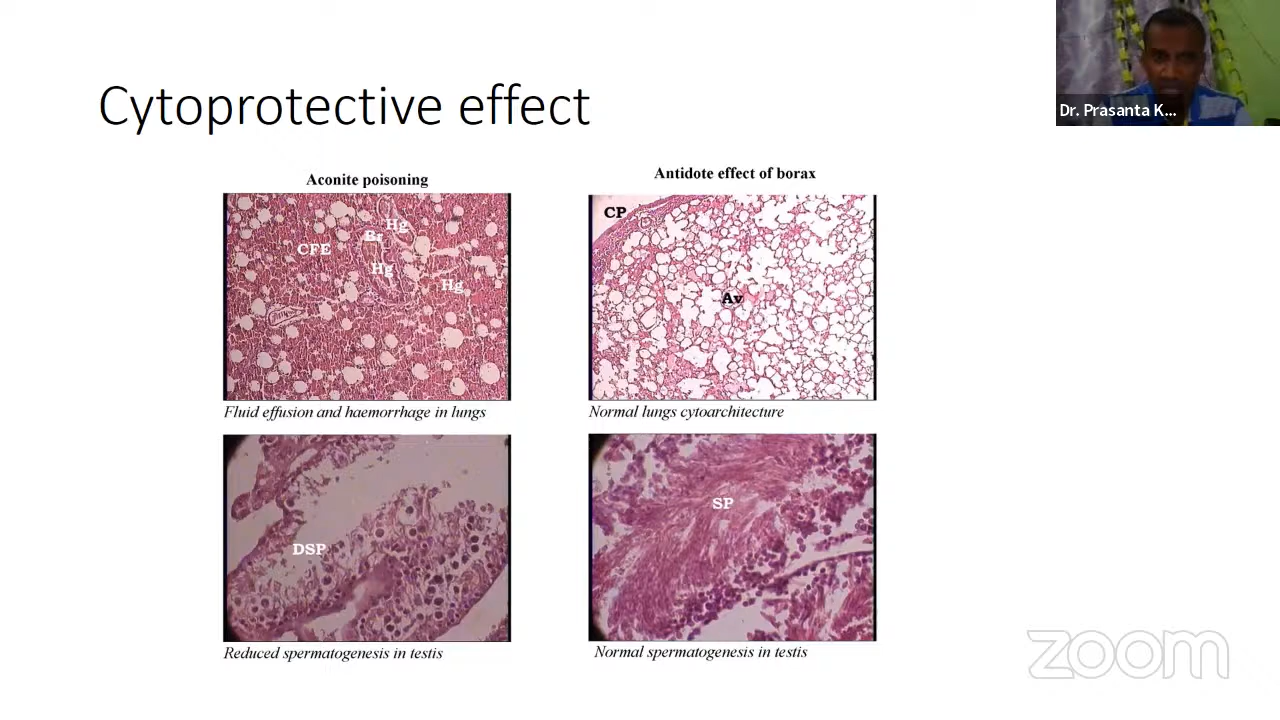 Cytoprotective effect
Dr. Prasanta K...
Aconite poisoning
Antidote effect of borax
CFE
Br
Hg
Hg
Hg
CP
Av
Fluid effusion and haemorrhage in lungs
Normal lungs cytoarchitecture
DSP
SP
Reduced spermatogenesis in testis
Normal spermatogenesis in testis
zoom